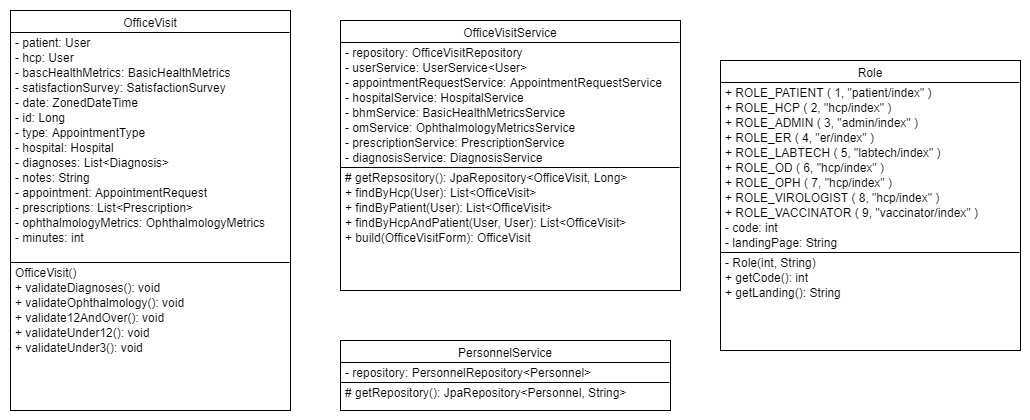 OfficeVisit
- patient: User
- hcp: User
- bascHealthMetrics: BasicHealthMetrics
- satisfactionSurvey: SatisfactionSurvey
- date: ZonedDateTime
- id: Long
- type: AppointmentType
- hospital: Hospital
- diagnoses: List<Diagnosis>
- notes: String
- appointment: AppointmentRequest
- prescriptions: List<Prescription>
- ophthalmologyMetrics: OphthalmologyMetrics
- minutes: int
OfficeVisit()
+ validateDiagnoses(): void
+ validateOphthalmology(): void
+ validate12AndOver(): void
+ validateUnder12(): void
+ validateUnder3(): void
OfficeVisitService
- repository: OfficeVisitRepository
- userService: UserService<User>
- appointmentRequestService: AppointmentRequestService
- hospitalService: HospitalService
- bhmService: BasicHealthMetricsService
- omService: OphthalmologyMetricsService
- prescriptionService: PrescriptionService
- diagnosisService: DiagnosisService
# getRepsository(): JpaRepository<OfficeVisit, Long)
+ findByHcp(User): List<OfficeVisit>
+ findByPatient(User): List<OfficeVisit>
+ findByHcpAndPatient(User, User): List<OfficeVisit>
+ build(OfficeVisitForm): OfficeVisit
PersonnelService
- repository: PersonnelRepository<Personnel>
# getRepository(): JpaRepository<Personnel, String>
Role
+ ROLE_PATIENT ( 1, "patient/index" )
+ ROLE_HCP ( 2, "hcp/index" )
+ ROLE_ADMIN ( 3, "admin/index" )
+ ROLE_ER ( 4, "er/index" )
+ ROLE_LABTECH ( 5, "labtech/index" )
+ ROLE_OD ( 6, "hcp/index" )
+ ROLE_OPH ( 7, "hcp/index" )
+ ROLE_VIROLOGIST ( 8, "hcp/index" )
+ ROLE_VACCINATOR ( 9, "vaccinator/index" )
- code: int
- landingPage: String
- Role(int, String)
+ getCode(): int
+ getLanding(): String